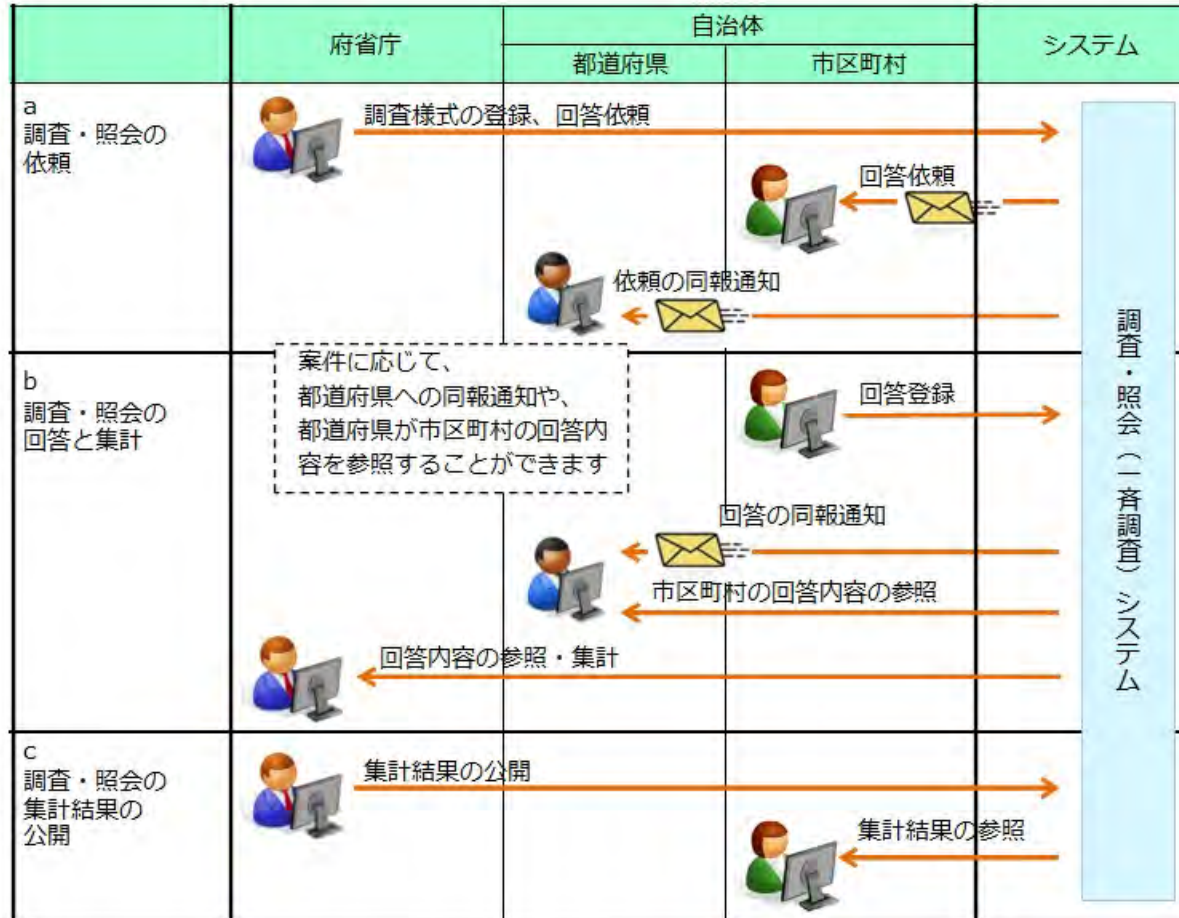 府省庁
自治体
都道府県
市区町村
システム
a
調査・照会の
依頼
調査様式の登録、回答依頼
回答依頼
依頼の同報通知
b
調査・照会の
回答と集計
案件に応じて、
都道府県への同報通知や、
都道府県が市区町村の回答内
容を参照することができます
回答登録
回答の同報通知
市区町村の回答内容の参照
回答内容の参照・集計
c
調査・照会の
集計結果の
公開
集計結果の公開
集計結果の参照
調査・照会（一斉調査）システム